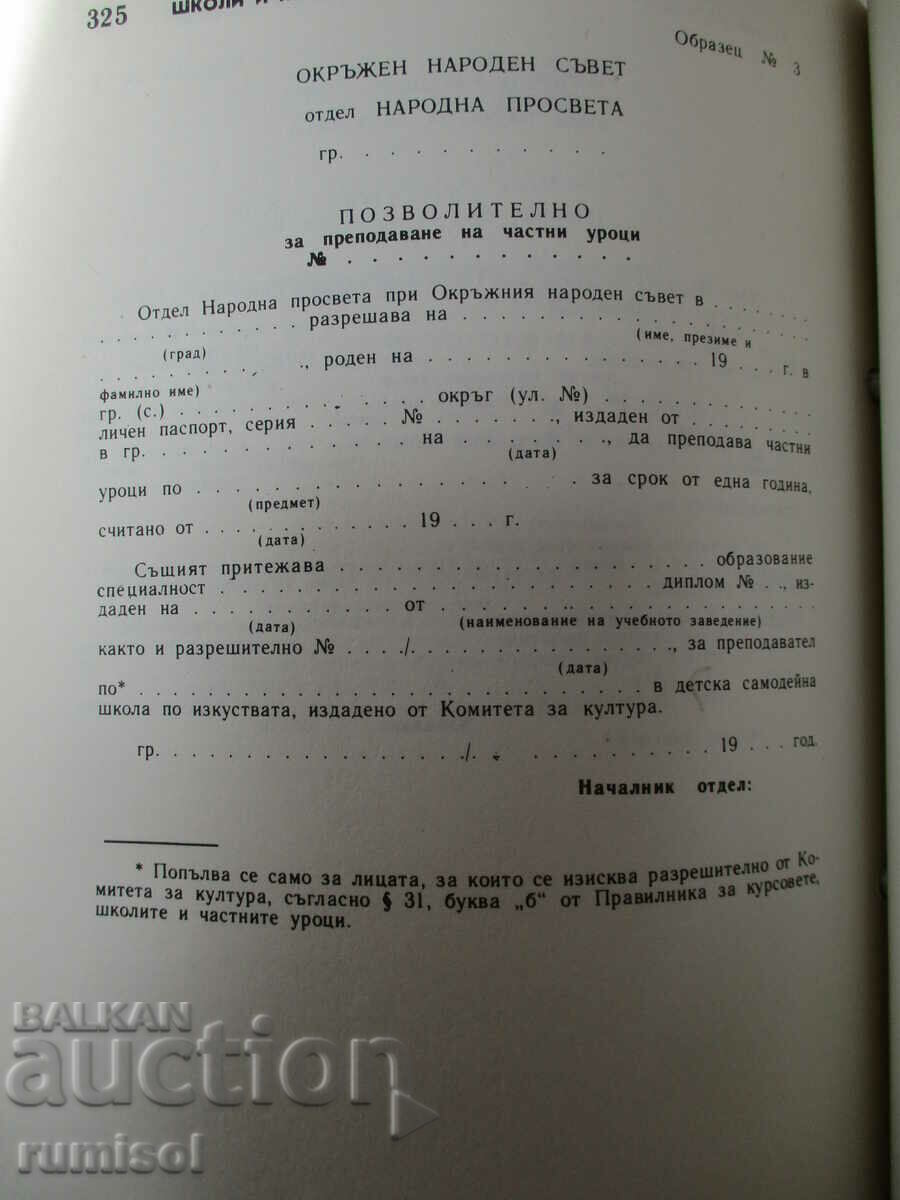 325 ШКОЛИ И
Образец № 3
ОКРЪЖЕН НАРОДЕН СЪВЕТ
отдел НАРОДНА ПРОСВЕТА
гр. . . . . . . . . . . .
ПОЗВОЛИТЕЛНО
за преподаване на частни уроци
№ . . . . . . . . . . . . .
Отдел Народна просвета при Окръжния народен съвет в . . . . .
. . . . . . . . . . . . разрешава на . . . . . . . . . . . . . . . .
(град) (име, презиме и
. . . . . . . . . . ., роден на . . . . . . . . . . . . . . . 19 . . . г. в
фамилно име)
гр. (с.) . . . . . . . . . . . . . окръг (ул. №) . . . . . . . . . . .
личен паспорт, серия . . . . . № . . . . . . ., издаден от . . . . . . .
в гр. . . . . . . . . . . . . . на . . . . . . ., да преподава частни
(дата)
уроци по . . . . . . . . . . . . . . . . . . . за срок от една година,
(предмет)
считано от . . . . . . . . . . . . 19 . . . г.
(дата)
Същият притежава . . . . . . . . . . . . . . . . . . . образование
специалност . . . . . . . . . . . . . . . . . . . . . . диплом № . ., из-
даден на . . . . . . . . . . от . . . . . . . . . . . . . . . . . . .
(дата) (наименование на учебното заведение)
както и разрешително № . . . ./. . . . . . . . . . . . . ., за преподавател
(дата)
по* . . . . . . . . . . . . . . . . . . . . . . . . . в детска самодейна
школа по изкуствата, издадено от Комитета за култура.
гр. . . . . . . . . . . . . . . . ./. . . . . . . . . . . . 19 . . . год.
Началник отдел:
* Попълва се само за лицата, за които се изисква разрешително от Ко-
митета за култура, съгласно § 31, буква „б“ от Правилника за курсовете,
школите и частните уроци.
BALKAN
auction
rumisol